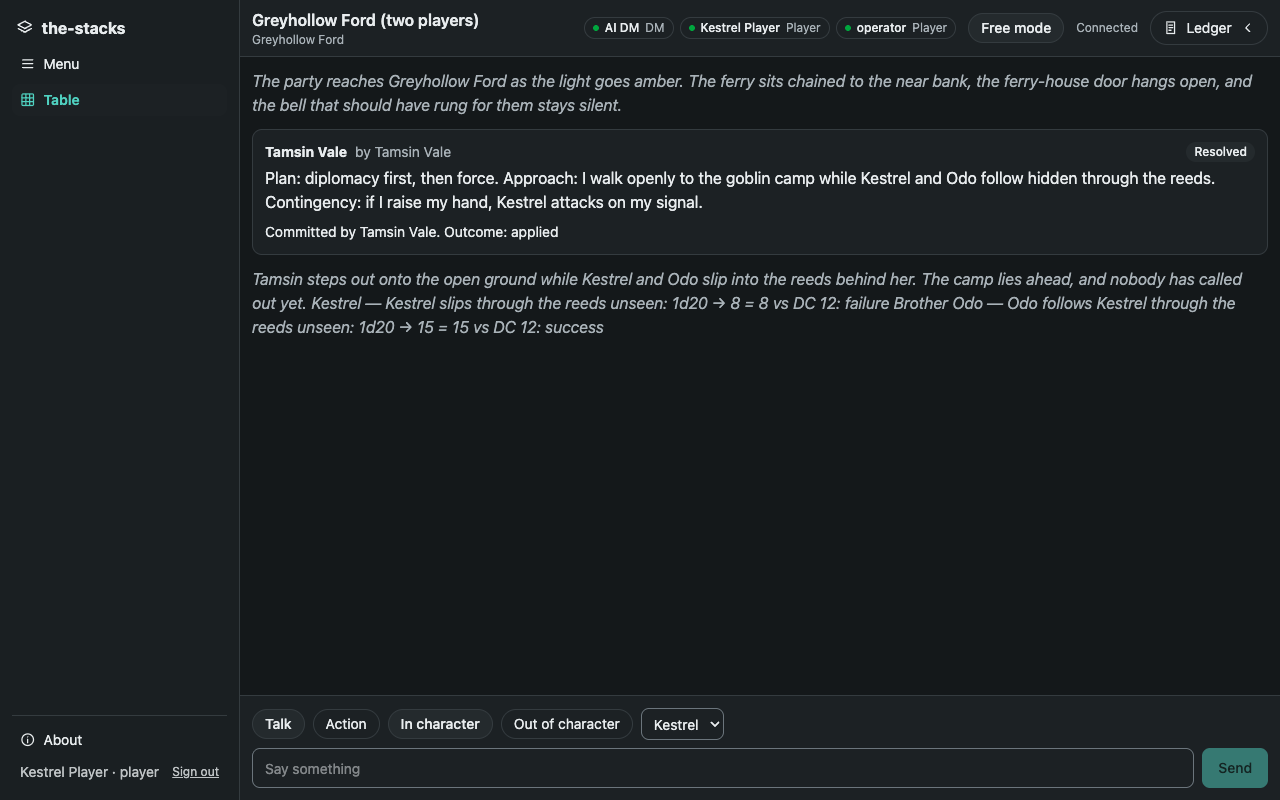 the-stacks
Menu
Table
Greyhollow Ford (two players)
Greyhollow Ford
AI DM DM
Kestrel Player Player
operator Player
Free mode
Connected
Ledger
The party reaches Greyhollow Ford as the light goes amber. The ferry sits chained to the near bank, the ferry-house door hangs open, and
the bell that should have rung for them stays silent.
Tamsin Vale by Tamsin Vale
Resolved
Plan: diplomacy first, then force. Approach: I walk openly to the goblin camp while Kestrel and Odo follow hidden through the reeds.
Contingency: if I raise my hand, Kestrel attacks on my signal.
Committed by Tamsin Vale. Outcome: applied
Tamsin steps out onto the open ground while Kestrel and Odo slip into the reeds behind her. The camp lies ahead, and nobody has called
out yet. Kestrel — Kestrel slips through the reeds unseen: 1d20 → 8 = 8 vs DC 12: failure Brother Odo — Odo follows Kestrel through the
reeds unseen: 1d20 → 15 = 15 vs DC 12: success
Talk
Action
In character
Out of character
Kestrel
Say something
Send
About
Kestrel Player · player
Sign out